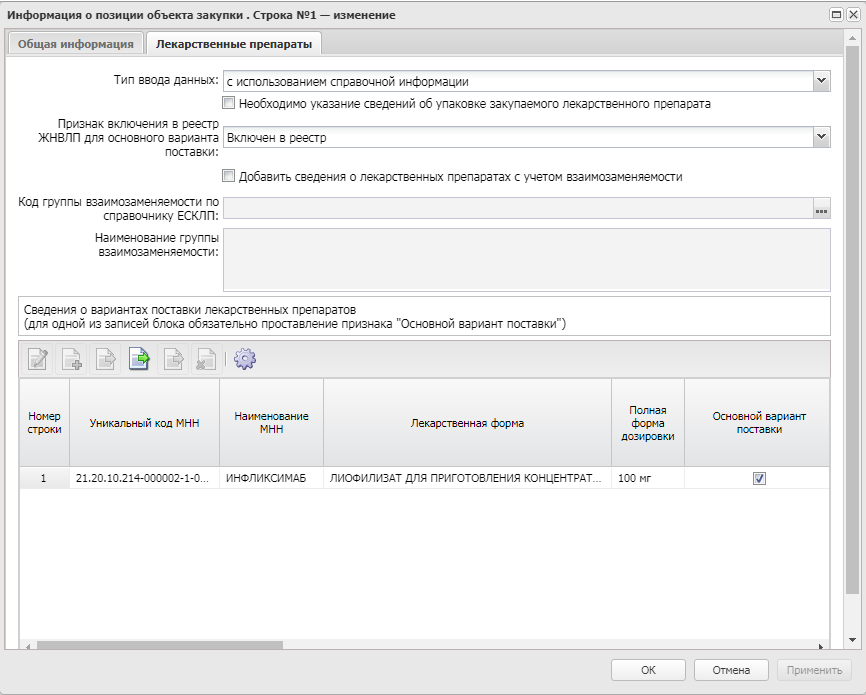 Информация о позиции объекта закупки . Строка №1 — изменение
Общая информация
Лекарственные препараты
Тип ввода данных:
с использованием справочной информации
Необходимо указание сведений об упаковке закупаемого лекарственного препарата
Признак включения в реестр
ЖНВЛП для основного варианта
поставки:
Включен в реестр
Добавить сведения о лекарственных препаратах с учетом взаимозаменяемости
Код группы взаимозаменяемости по
справочнику ЕСКЛП:
Наименование группы
взаимозаменяемости:
Сведения о вариантах поставки лекарственных препаратов
(для одной из записей блока обязательно проставление признака "Основной вариант поставки")
Номер
строки
Уникальный код МНН
Наименование
МНН
Лекарственная форма
Полная
форма
дозировки
Основной вариант
поставки
1
21.20.10.214-000002-1-0...
ИНФЛИКСИМАБ
ЛИОФИЛИЗАТ ДЛЯ ПРИГОТОВЛЕНИЯ КОНЦЕНТРАТ...
100 мг
ОК
Отмена
Применить